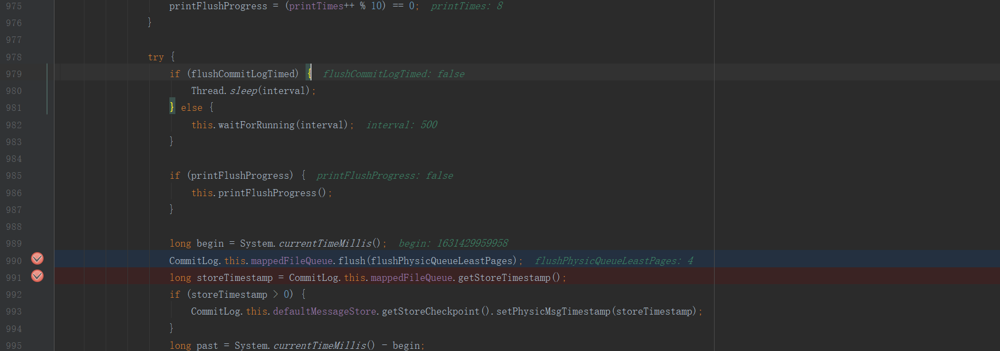 975 printFlushProgress = (printTimes++ % 10) == 0; printTimes: 8
976 }
977
978 try {
979 if (flushCommitLogTimed) { flushCommitLogTimed: false
980 Thread.sleep(interval);
981 } else {
982 this.waitForRunning(interval); interval: 500
983 }
984
985 if (printFlushProgress) { printFlushProgress: false
986 this.printFlushProgress();
987 }
988
989 long begin = System.currentTimeMillis(); begin: 1631429959958
990 CommitLog.this.mappedFileQueue.flush(flushPhysicQueueLeastPages); flushPhysicQueueLeastPages: 4
991 long storeTimestamp = CommitLog.this.mappedFileQueue.getStoreTimestamp();
992 if (storeTimestamp > 0) {
993 CommitLog.this.defaultMessageStore.getStoreCheckpoint().setPhysicMsgTimestamp(storeTimestamp);
994 }
995 long past = System.currentTimeMillis() - begin;